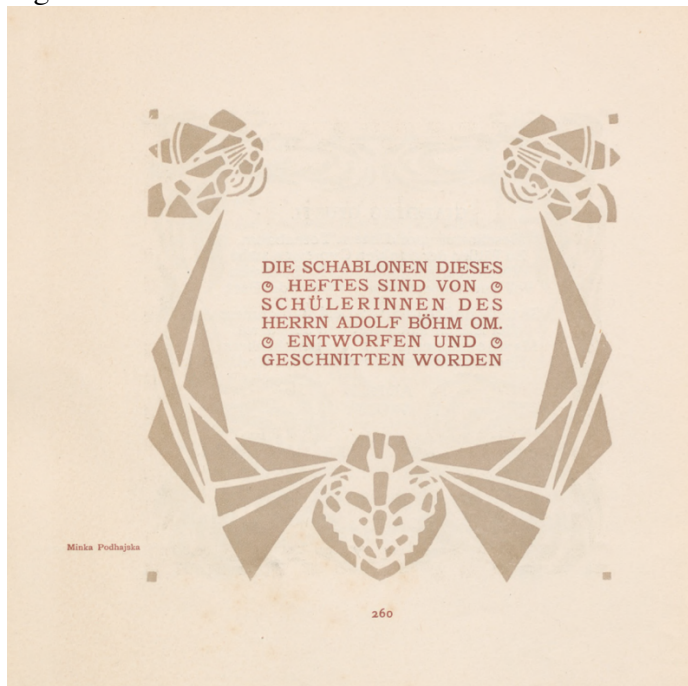 DIE SCHABLONEN DIESES
HEFTES SIND VON
SCHÜLERINNEN DES
HERRN ADOLF BÖHM OM.
ENTWORFEN UND
GESCHNITTEN WORDEN
Minka Podhajska
260